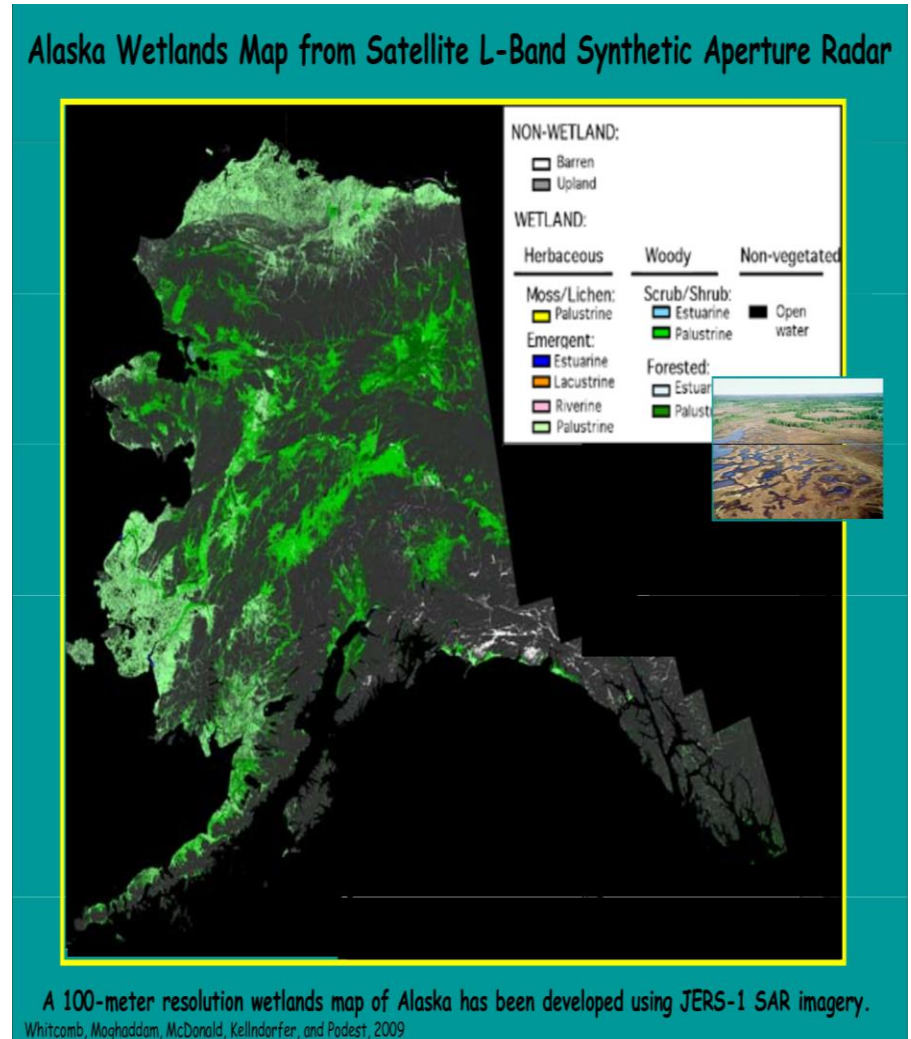 Alaska Wetlands Map from Satellite L-Band Synthetic Aperture Radar
NON-WETLAND:
Barren
Upland
WETLAND:
Herbaceous
Moss/Lichen:
Palustrine
Emergent:
Estuarine
Lacustrine
Riverine
Palustrine
Woody
Scrub/Shrub:
Estuarine
Palustrine
Forested:
Estuar
Palust
Non-vegetated
Open
water
A 100-meter resolution wetlands map of Alaska has been developed using JERS-1 SAR imagery.
Whitcomb, Moghaddam, McDonald, Kellndorfer, and Podest, 2009